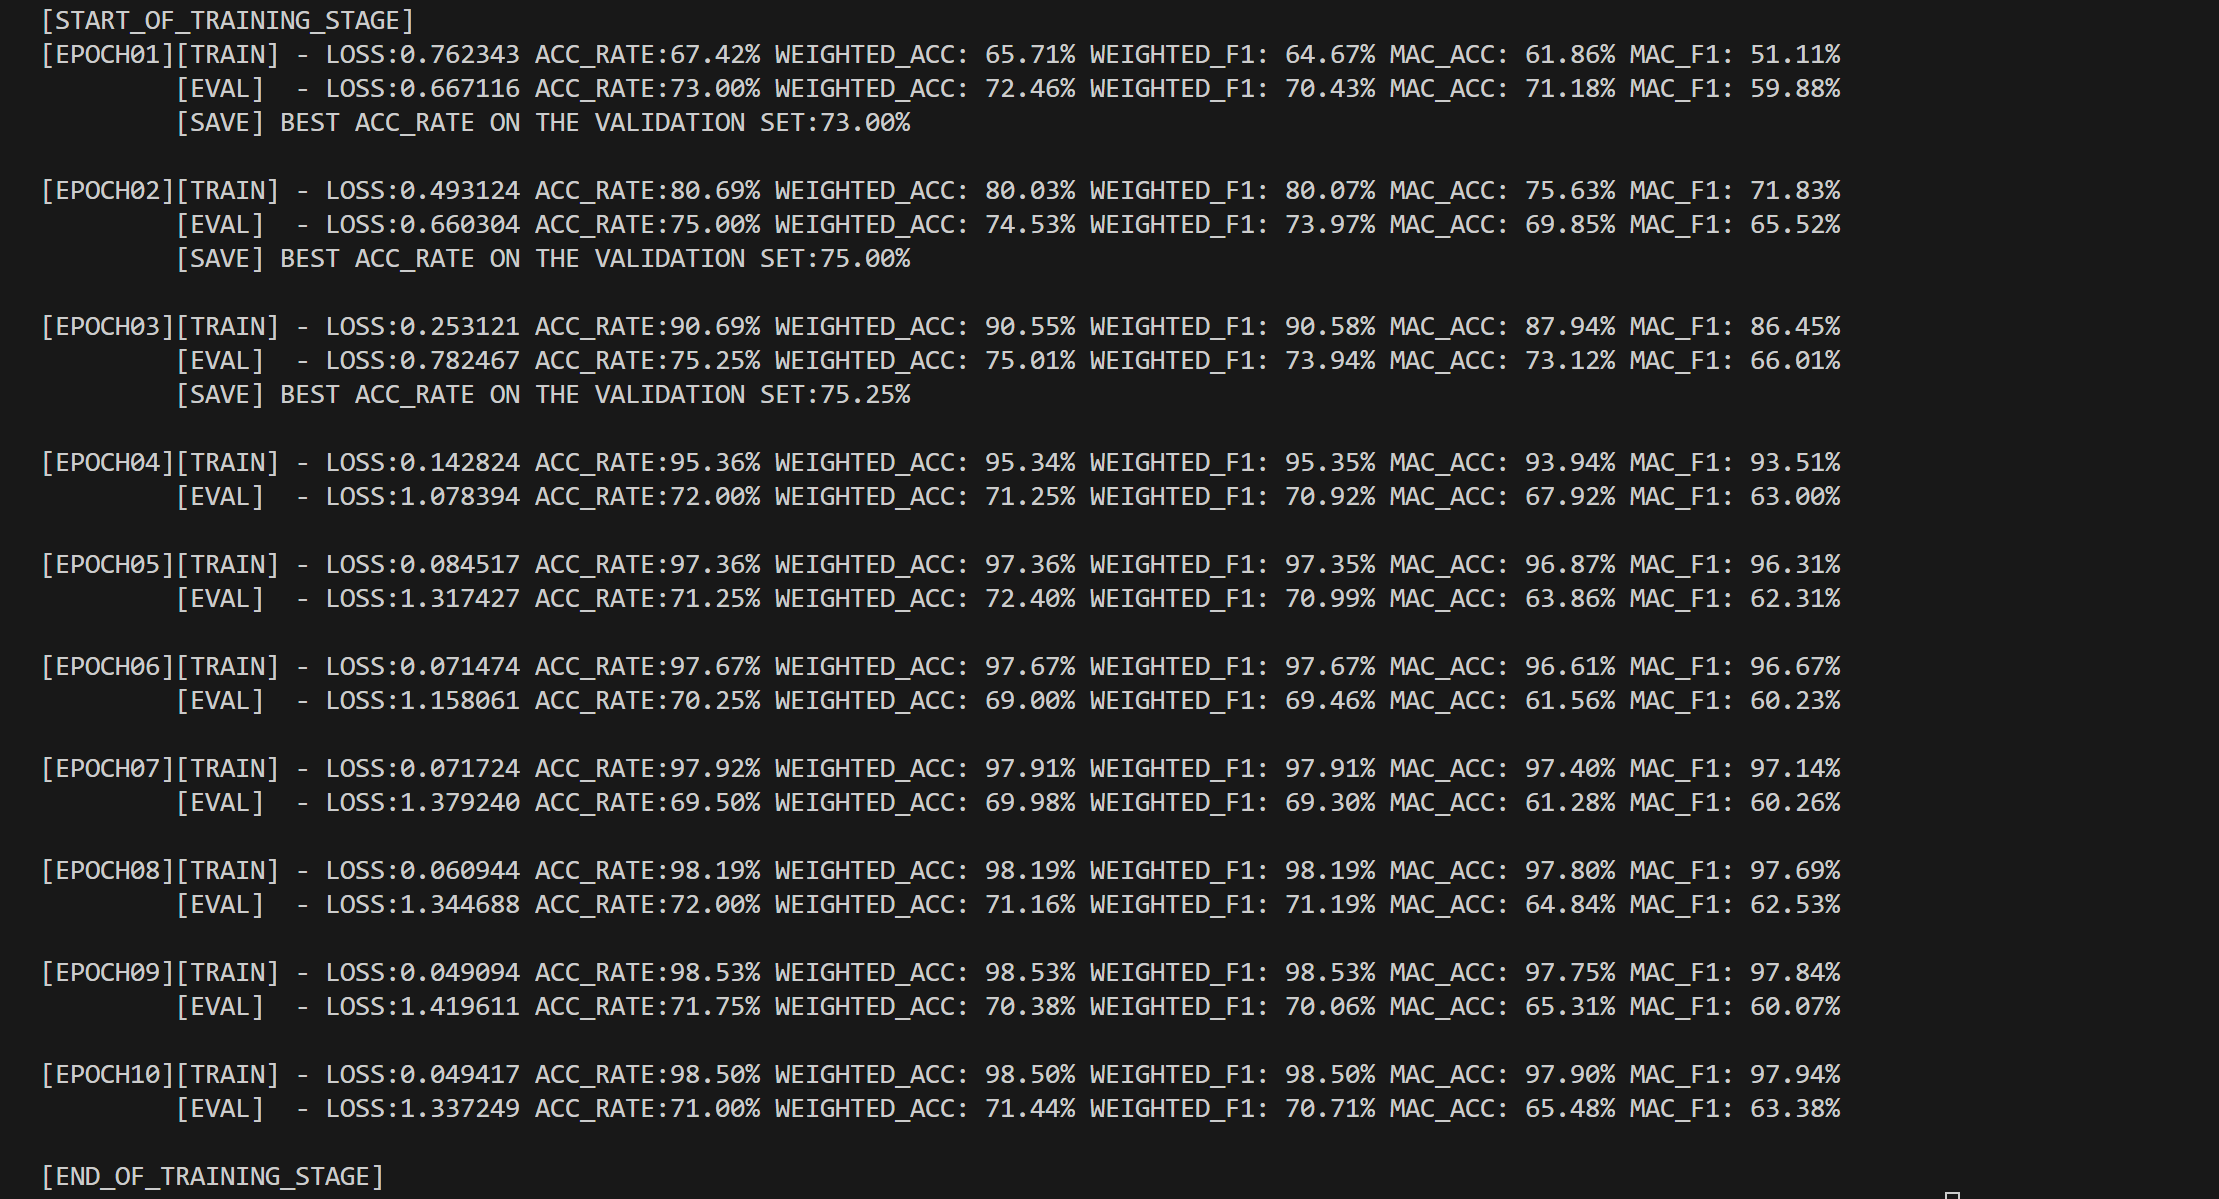 [START_OF_TRAINING_STAGE]
[EPOCH01][TRAIN] - LOSS:0.762343 ACC_RATE:67.42% WEIGHTED_ACC: 65.71% WEIGHTED_F1: 64.67% MAC_ACC: 61.86% MAC_F1: 51.11%
[EVAL]  - LOSS:0.667116 ACC_RATE:73.00% WEIGHTED_ACC: 72.46% WEIGHTED_F1: 70.43% MAC_ACC: 71.18% MAC_F1: 59.88%
[SAVE] BEST ACC_RATE ON THE VALIDATION SET:73.00%
[EPOCH02][TRAIN] - LOSS:0.493124 ACC_RATE:80.69% WEIGHTED_ACC: 80.03% WEIGHTED_F1: 80.07% MAC_ACC: 75.63% MAC_F1: 71.83%
[EVAL]  - LOSS:0.660304 ACC_RATE:75.00% WEIGHTED_ACC: 74.53% WEIGHTED_F1: 73.97% MAC_ACC: 69.85% MAC_F1: 65.52%
[SAVE] BEST ACC_RATE ON THE VALIDATION SET:75.00%
[EPOCH03][TRAIN] - LOSS:0.253121 ACC_RATE:90.69% WEIGHTED_ACC: 90.55% WEIGHTED_F1: 90.58% MAC_ACC: 87.94% MAC_F1: 86.45%
[EVAL]  - LOSS:0.782467 ACC_RATE:75.25% WEIGHTED_ACC: 75.01% WEIGHTED_F1: 73.94% MAC_ACC: 73.12% MAC_F1: 66.01%
[SAVE] BEST ACC_RATE ON THE VALIDATION SET:75.25%
[EPOCH04][TRAIN] - LOSS:0.142824 ACC_RATE:95.36% WEIGHTED_ACC: 95.34% WEIGHTED_F1: 95.35% MAC_ACC: 93.94% MAC_F1: 93.51%
[EVAL]  - LOSS:1.078394 ACC_RATE:72.00% WEIGHTED_ACC: 71.25% WEIGHTED_F1: 70.92% MAC_ACC: 67.92% MAC_F1: 63.00%
[EPOCH05][TRAIN] - LOSS:0.084517 ACC_RATE:97.36% WEIGHTED_ACC: 97.36% WEIGHTED_F1: 97.35% MAC_ACC: 96.87% MAC_F1: 96.31%
[EVAL]  - LOSS:1.317427 ACC_RATE:71.25% WEIGHTED_ACC: 72.40% WEIGHTED_F1: 70.99% MAC_ACC: 63.86% MAC_F1: 62.31%
[EPOCH06][TRAIN] - LOSS:0.071474 ACC_RATE:97.67% WEIGHTED_ACC: 97.67% WEIGHTED_F1: 97.67% MAC_ACC: 96.61% MAC_F1: 96.67%
[EVAL]  - LOSS:1.158061 ACC_RATE:70.25% WEIGHTED_ACC: 69.00% WEIGHTED_F1: 69.46% MAC_ACC: 61.56% MAC_F1: 60.23%
[EPOCH07][TRAIN] - LOSS:0.071724 ACC_RATE:97.92% WEIGHTED_ACC: 97.91% WEIGHTED_F1: 97.91% MAC_ACC: 97.40% MAC_F1: 97.14%
[EVAL]  - LOSS:1.379240 ACC_RATE:69.50% WEIGHTED_ACC: 69.98% WEIGHTED_F1: 69.30% MAC_ACC: 61.28% MAC_F1: 60.26%
[EPOCH08][TRAIN] - LOSS:0.060944 ACC_RATE:98.19% WEIGHTED_ACC: 98.19% WEIGHTED_F1: 98.19% MAC_ACC: 97.80% MAC_F1: 97.69%
[EVAL]  - LOSS:1.344688 ACC_RATE:72.00% WEIGHTED_ACC: 71.16% WEIGHTED_F1: 71.19% MAC_ACC: 64.84% MAC_F1: 62.53%
[EPOCH09][TRAIN] - LOSS:0.049094 ACC_RATE:98.53% WEIGHTED_ACC: 98.53% WEIGHTED_F1: 98.53% MAC_ACC: 97.75% MAC_F1: 97.84%
[EVAL]  - LOSS:1.419611 ACC_RATE:71.75% WEIGHTED_ACC: 70.38% WEIGHTED_F1: 70.06% MAC_ACC: 65.31% MAC_F1: 60.07%
[EPOCH10][TRAIN] - LOSS:0.049417 ACC_RATE:98.50% WEIGHTED_ACC: 98.50% WEIGHTED_F1: 98.50% MAC_ACC: 97.90% MAC_F1: 97.94%
[EVAL]  - LOSS:1.337249 ACC_RATE:71.00% WEIGHTED_ACC: 71.44% WEIGHTED_F1: 70.71% MAC_ACC: 65.48% MAC_F1: 63.38%
[END_OF_TRAINING_STAGE]